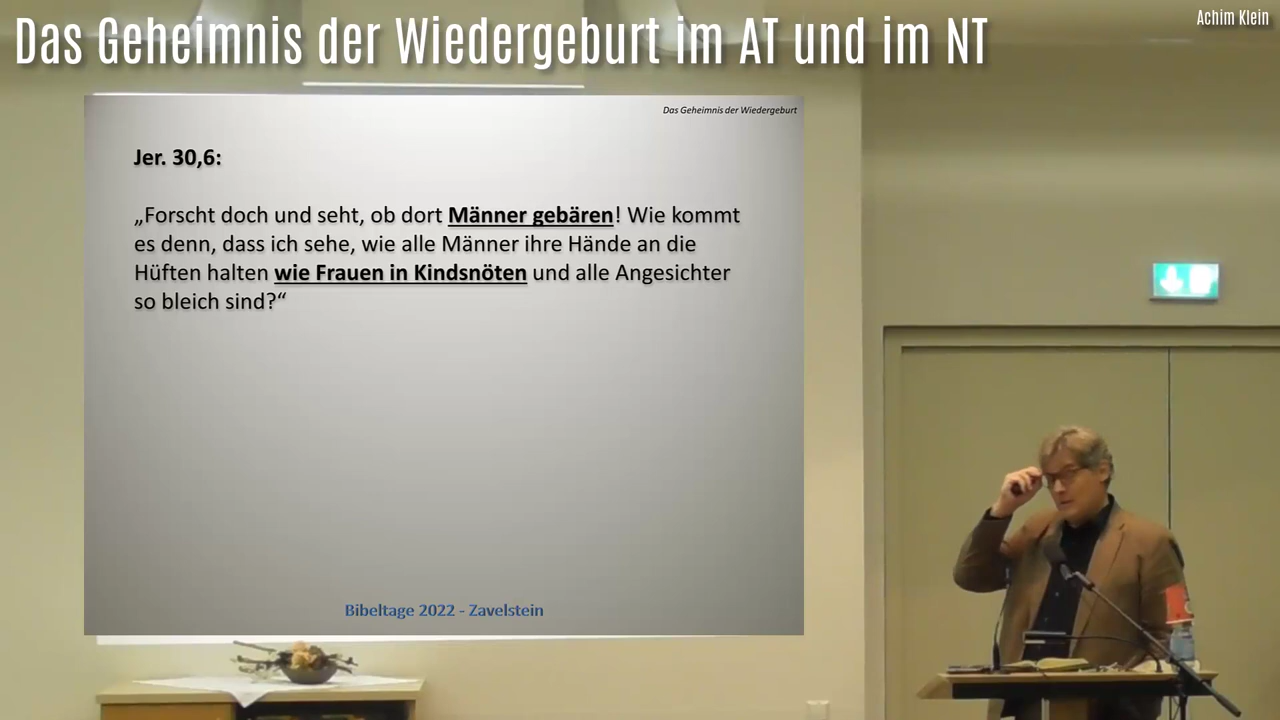 Das Geheimnis der Wiedergeburt im AT und im NT
Achim Klein
Das Geheimnis der Wiedergeburt
Jer. 30,6:
„Forscht doch und seht, ob dort Männer gebären! Wie kommt
es denn, dass ich sehe, wie alle Männer ihre Hände an die
Hüften halten wie Frauen in Kindsnöten und alle Angesichter
so bleich sind?“
Bibeltage 2022 - Zavelstein